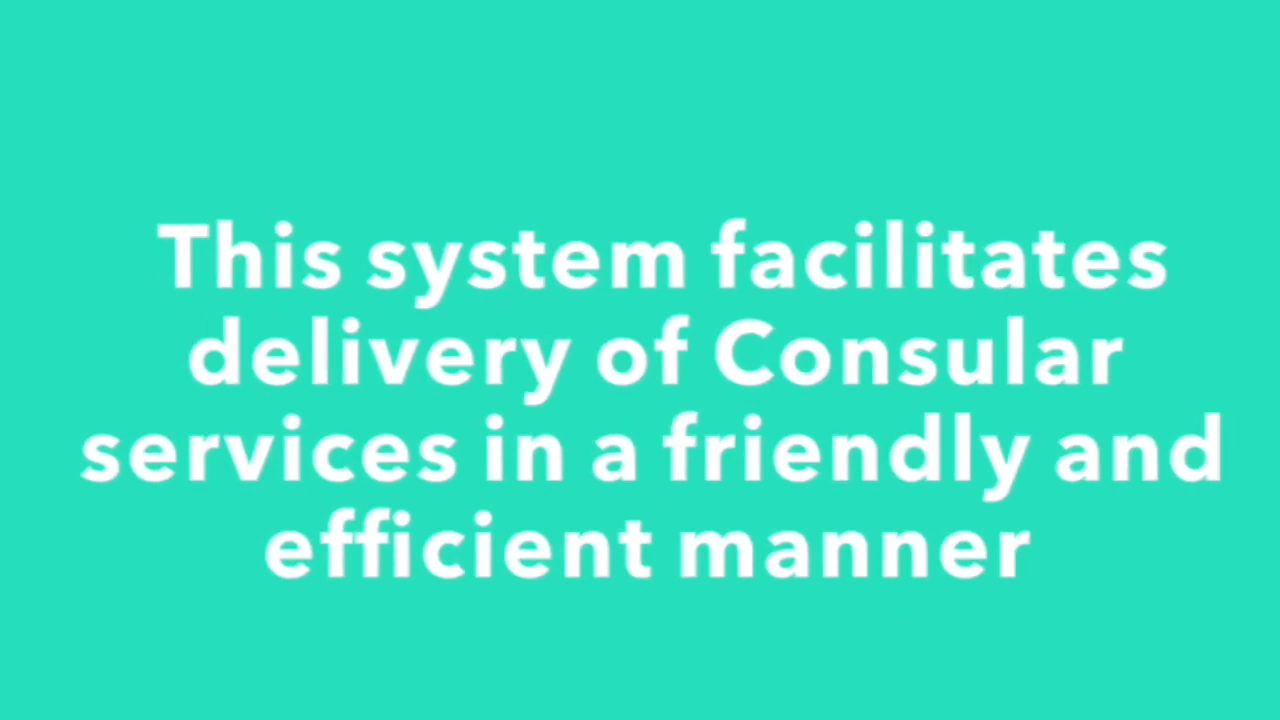 This system facilitates
delivery of Consular
services in a friendly and
efficient manner